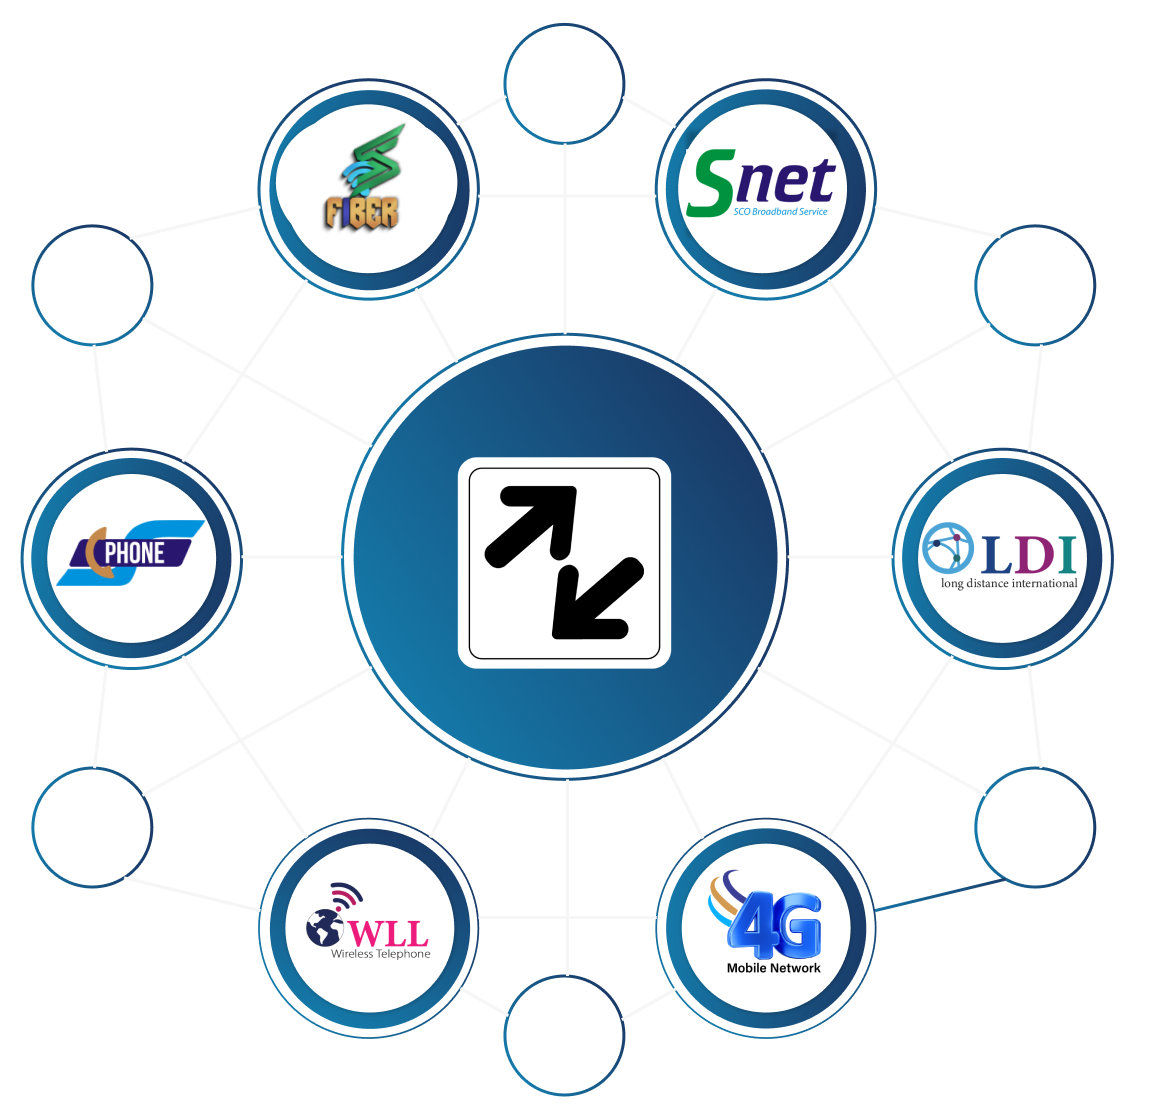 FIBER
Snet
SCO Broadband Service
PHONE
LDI
long distance international
WLL
Wireless Telephone
4G
Mobile Network